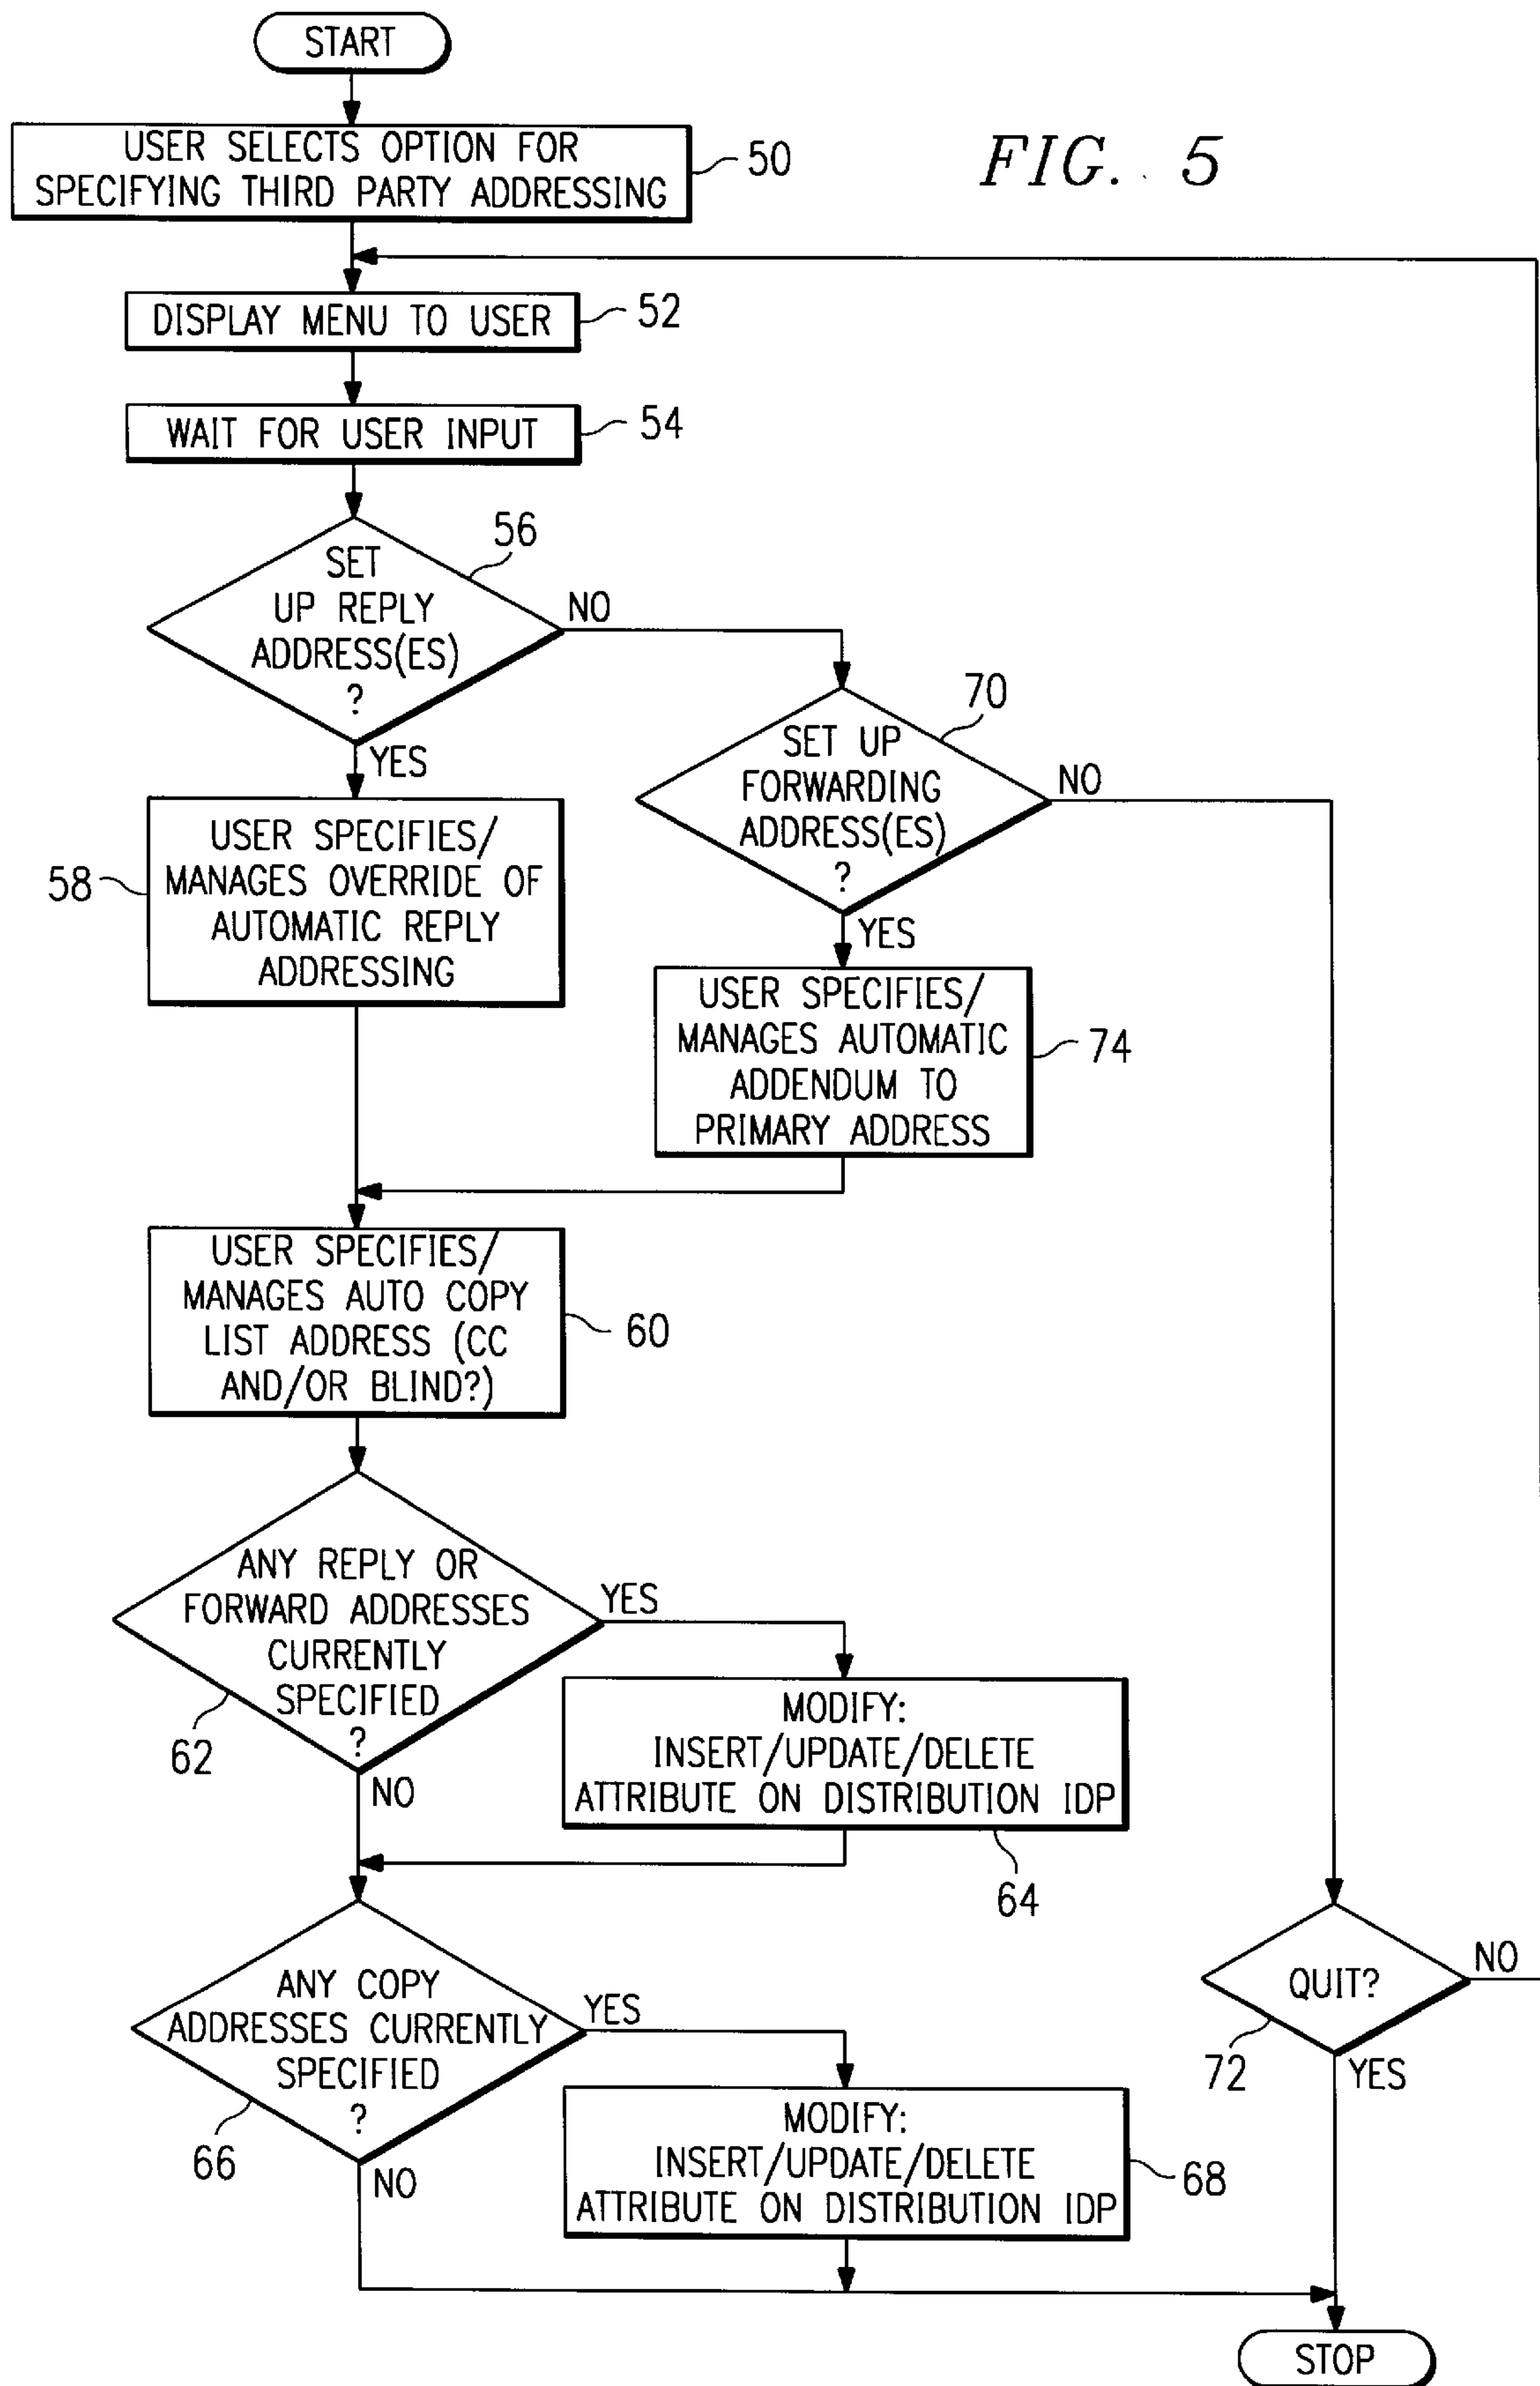 START
FIG. 5
USER SELECTS OPTION FOR
SPECIFYING THIRD PARTY ADDRESSING
50
DISPLAY MENU TO USER
52
WAIT FOR USER INPUT
54
56
SET
UP REPLY
ADDRESS(ES)
?
NO
YES
70
SET UP
FORWARDING
ADDRESS(ES)
?
NO
YES
58
USER SPECIFIES/
MANAGES OVERRIDE OF
AUTOMATIC REPLY
ADDRESSING
USER SPECIFIES/
MANAGES AUTOMATIC
ADDENDUM TO
PRIMARY ADDRESS
74
USER SPECIFIES/
MANAGES AUTO COPY
LIST ADDRESS (CC
AND/OR BLIND?)
60
ANY REPLY OR
FORWARD ADDRESSES
CURRENTLY
SPECIFIED
?
YES
62
NO
MODIFY:
INSERT/UPDATE/DELETE
ATTRIBUTE ON DISTRIBUTION IDP
64
ANY COPY
ADDRESSES CURRENTLY
SPECIFIED
?
YES
66
NO
QUIT?
NO
72
YES
MODIFY:
INSERT/UPDATE/DELETE
ATTRIBUTE ON DISTRIBUTION IDP
68
STOP